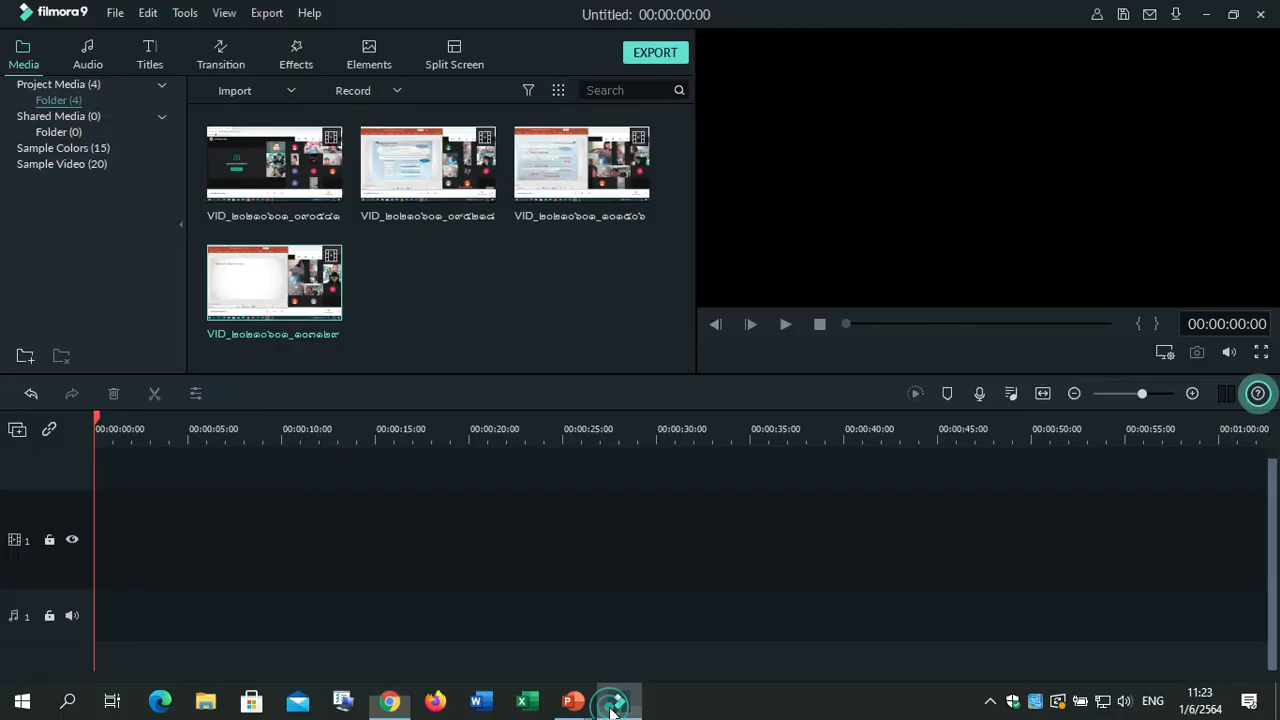 filmora 9
File Edit Tools View Export Help
Untitled: 00:00:00:00
Media Audio Titles Transition Effects Elements Split Screen
EXPORT
Project Media (4)
Folder (4)
Shared Media (0)
Folder (0)
Sample Colors (15)
Sample Video (20)
Import Record Search
00:00:00:00
00:00:00:00 00:00:05:00 00:00:10:00 00:00:15:00 00:00:20:00 00:00:25:00 00:00:30:00 00:00:35:00 00:00:40:00 00:00:45:00 00:00:50:00 00:00:55:00 00:01:00:00
1
1
ENG
11:23
1/6/2564